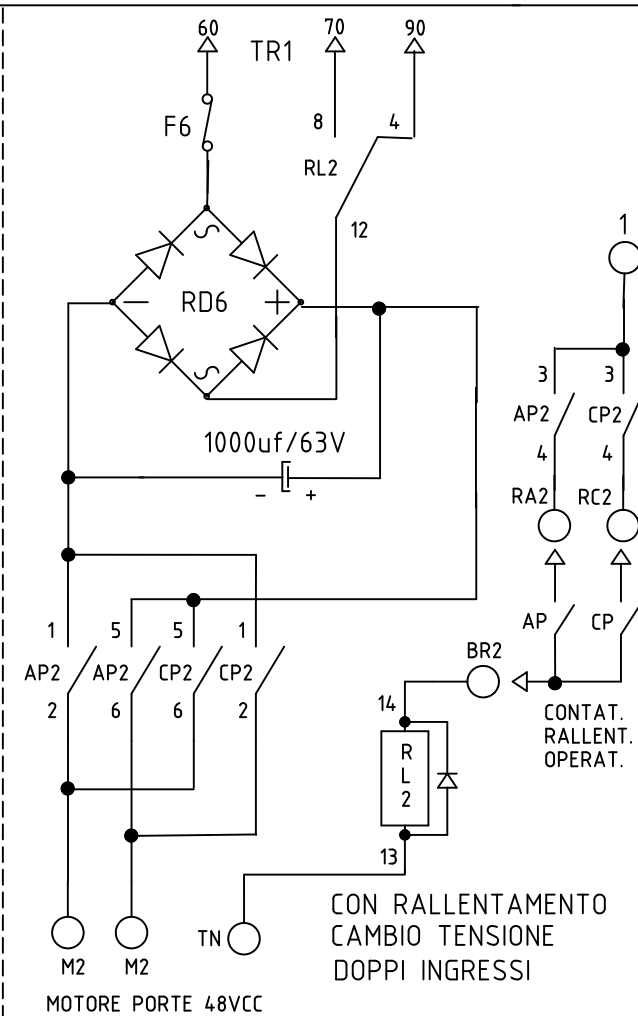 60 70 90
TR1
F6
8 4
RL2
12
1
RD6
− +
3 3
AP2 CP2
1000uf/63V
4 4
- +
RA2 RC2
1 5 5 1
AP CP
BR2
AP2 AP2 CP2 CP2
2 6 6 2
14
CONTAT.
RALLENT.
OPERAT.
RL2
13
CON RALLENTAMENTO
CAMBIO TENSIONE
DOPPI INGRESSI
TN
M2 M2
MOTORE PORTE 48VCC